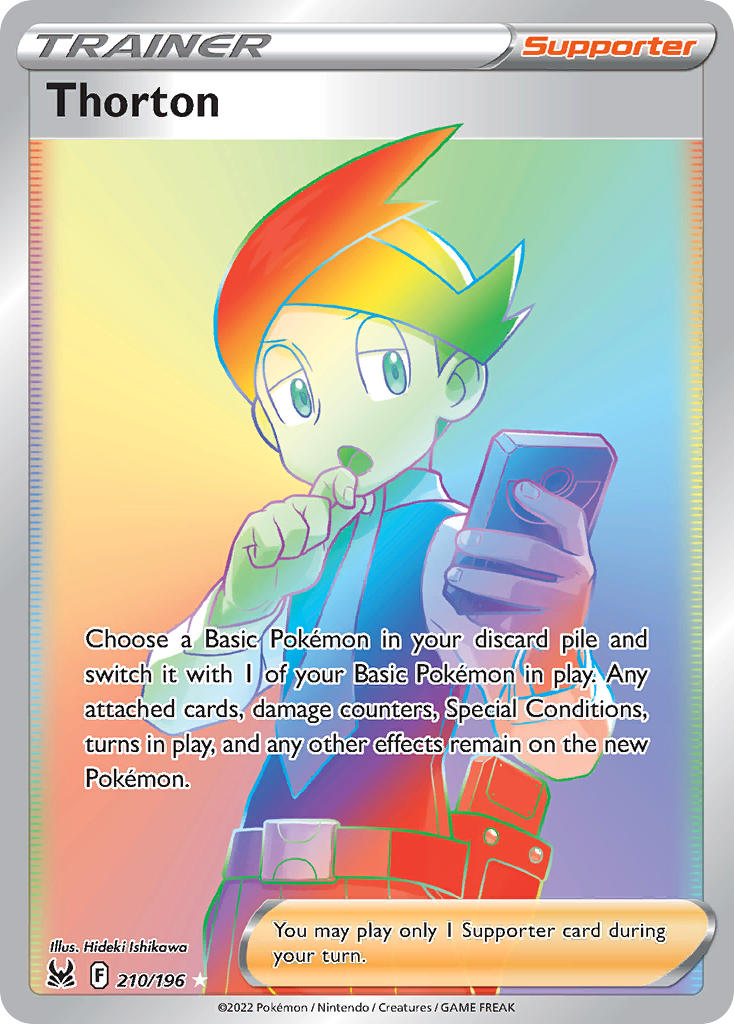 TRAINER
Supporter
Thorton
Choose a Basic Pokémon in your discard pile and
switch it with 1 of your Basic Pokémon in play. Any
attached cards, damage counters, Special Conditions,
turns in play, and any other effects remain on the new
Pokémon.
You may play only 1 Supporter card during
your turn.
Illus. Hideki Ishikawa
F 210/196
©2022 Pokémon / Nintendo / Creatures / GAME FREAK